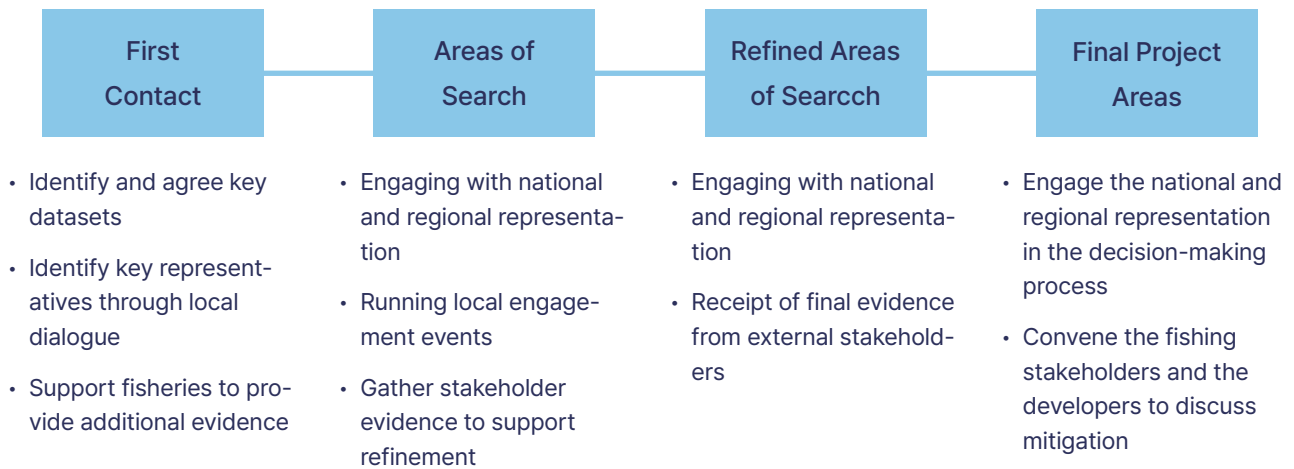 First
Contact
Areas of
Search
Refined Areas
of Searcch
Final Project
Areas
• Identify and agree key
datasets
• Identify key represent-
atives through local
dialogue
• Support fisheries to pro-
vide additional evidence
• Engaging with national
and regional representa-
tion
• Running local engage-
ment events
• Gather stakeholder
evidence to support
refinement
• Engaging with national
and regional representa-
tion
• Receipt of final evidence
from external stakehold-
ers
• Engage the national and
regional representation
in the decision-making
process
• Convene the fishing
stakeholders and the
developers to discuss
mitigation